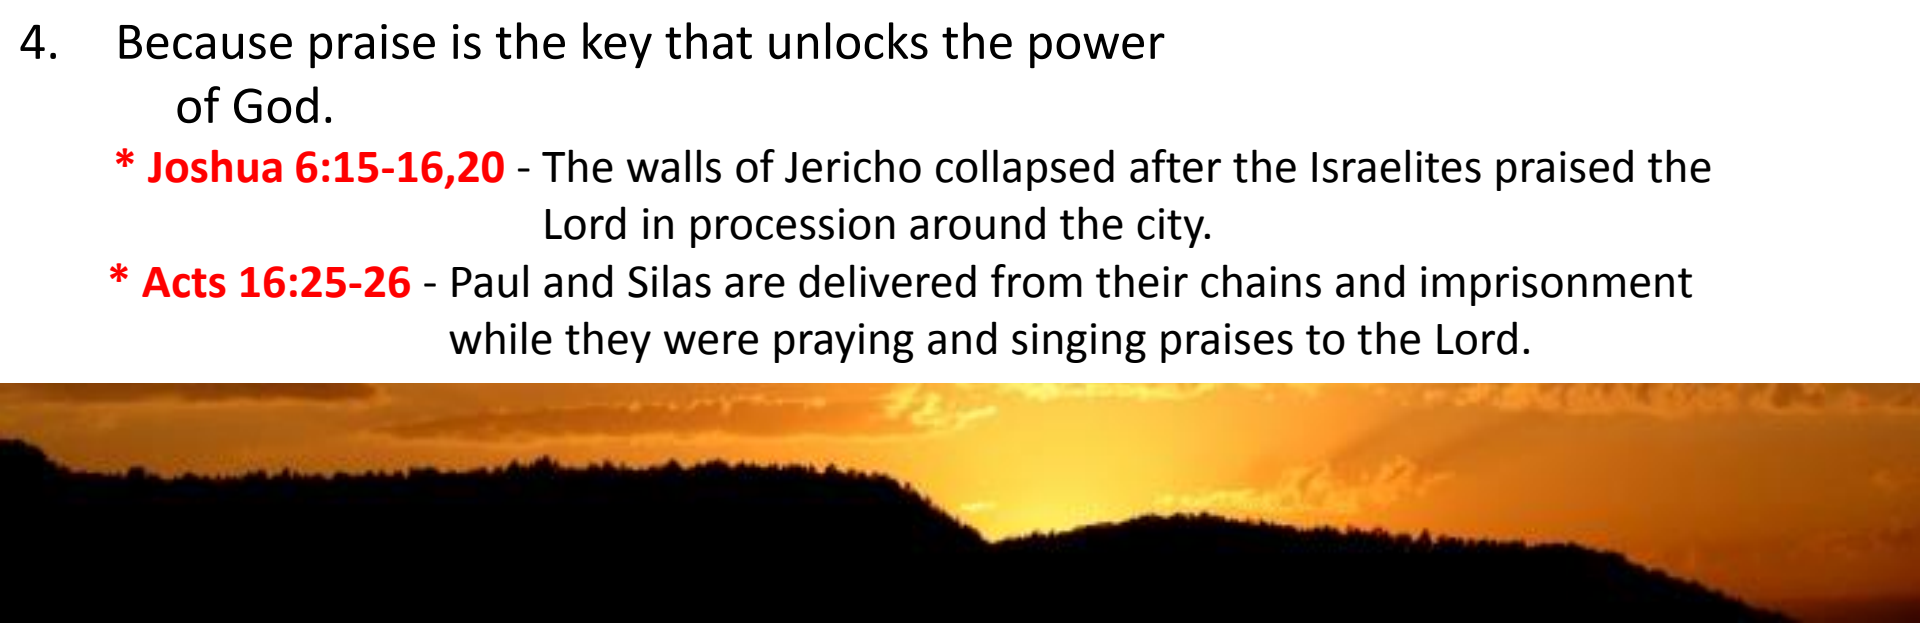 4. Because praise is the key that unlocks the power
of God.
* Joshua 6:15-16,20 - The walls of Jericho collapsed after the Israelites praised the
Lord in procession around the city.
* Acts 16:25-26 - Paul and Silas are delivered from their chains and imprisonment
while they were praying and singing praises to the Lord.